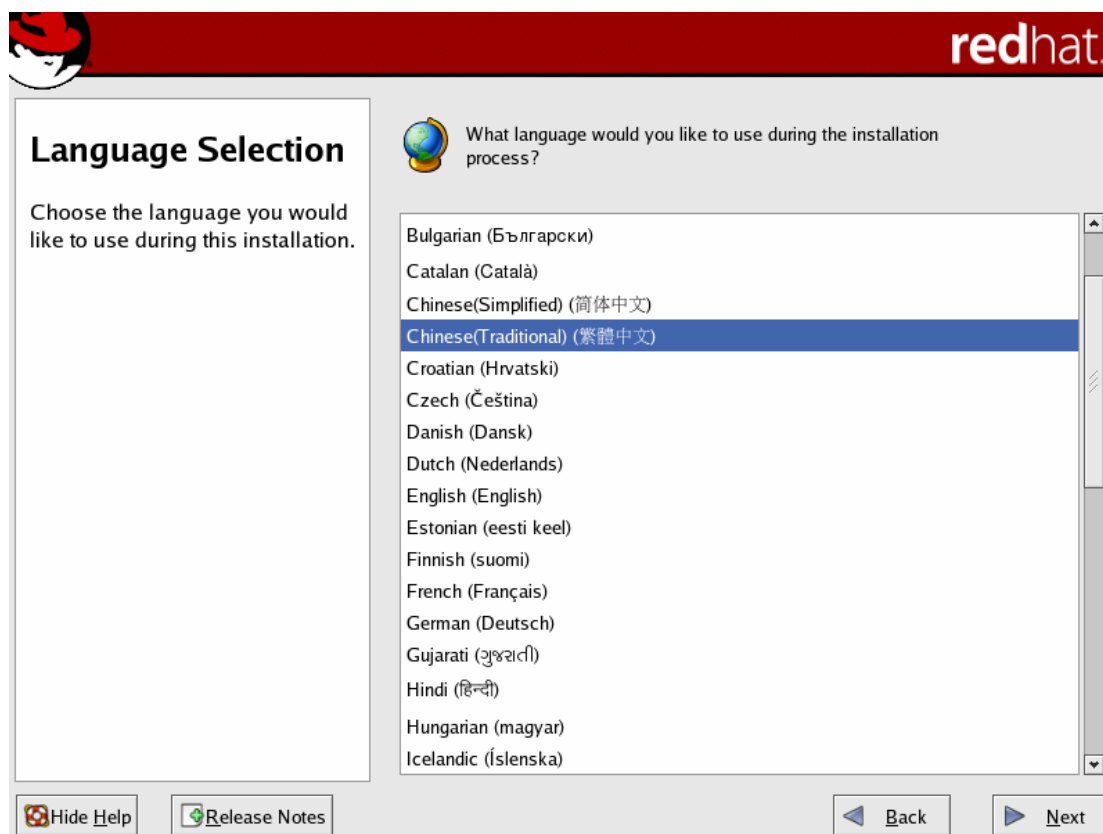 redhat.
Language Selection
Choose the language you would
like to use during this installation.
What language would you like to use during the installation
process?
Bulgarian (Български)
Catalan (Català)
Chinese(Simplified) (简体中文)
Chinese(Traditional) (繁體中文)
Croatian (Hrvatski)
Czech (Čeština)
Danish (Dansk)
Dutch (Nederlands)
English (English)
Estonian (eesti keel)
Finnish (suomi)
French (Français)
German (Deutsch)
Gujarati (ગુજરાતી)
Hindi (हिन्दी)
Hungarian (magyar)
Icelandic (Íslenska)
Hide Help
Release Notes
Back
Next